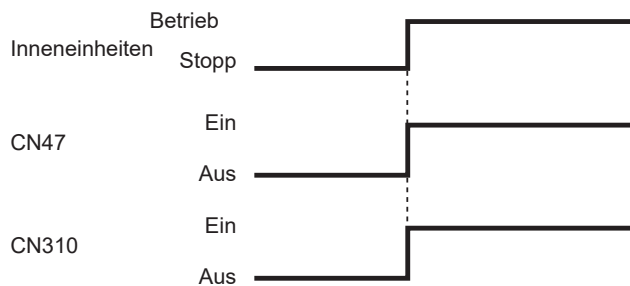 Betrieb
Inneneinheiten
Stopp
Ein
CN47
Aus
Ein
CN310
Aus